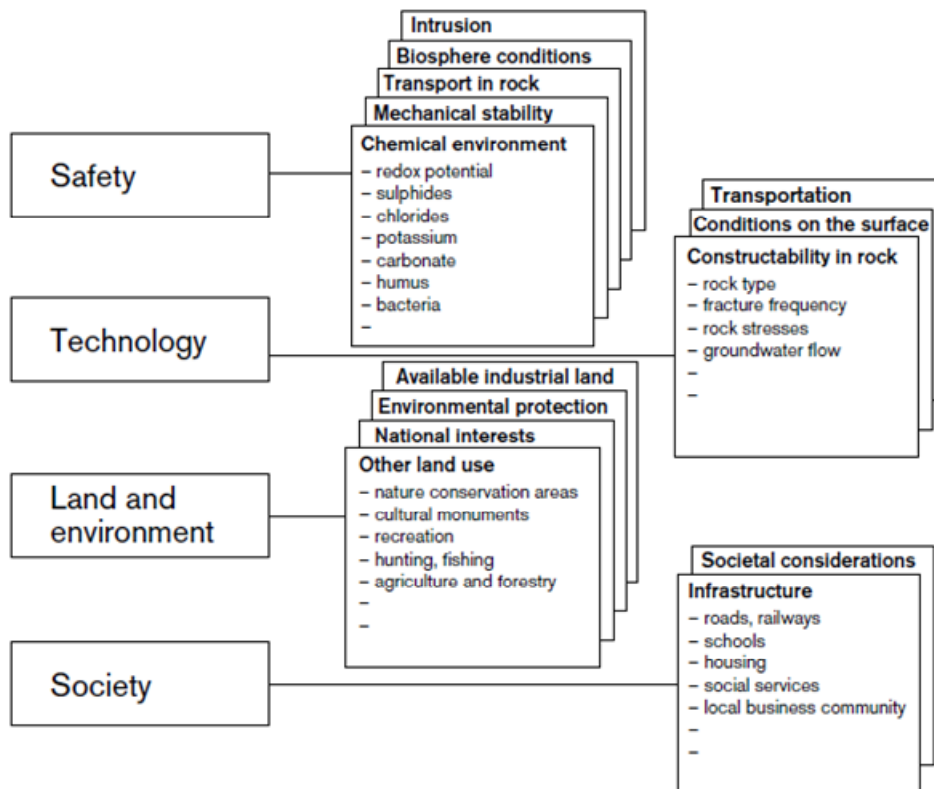 Safety
Intrusion
Biosphere conditions
Transport in rock
Mechanical stability
Chemical environment
– redox potential
– sulphides
– chlorides
– potassium
– carbonate
– humus
– bacteria
–
Technology
Transportation
Conditions on the surface
Constructability in rock
– rock type
– fracture frequency
– rock stresses
– groundwater flow
–
–
Land and
environment
Available industrial land
Environmental protection
National interests
Other land use
– nature conservation areas
– cultural monuments
– recreation
– hunting, fishing
– agriculture and forestry
–
–
Society
Societal considerations
Infrastructure
– roads, railways
– schools
– housing
– social services
– local business community
–
–